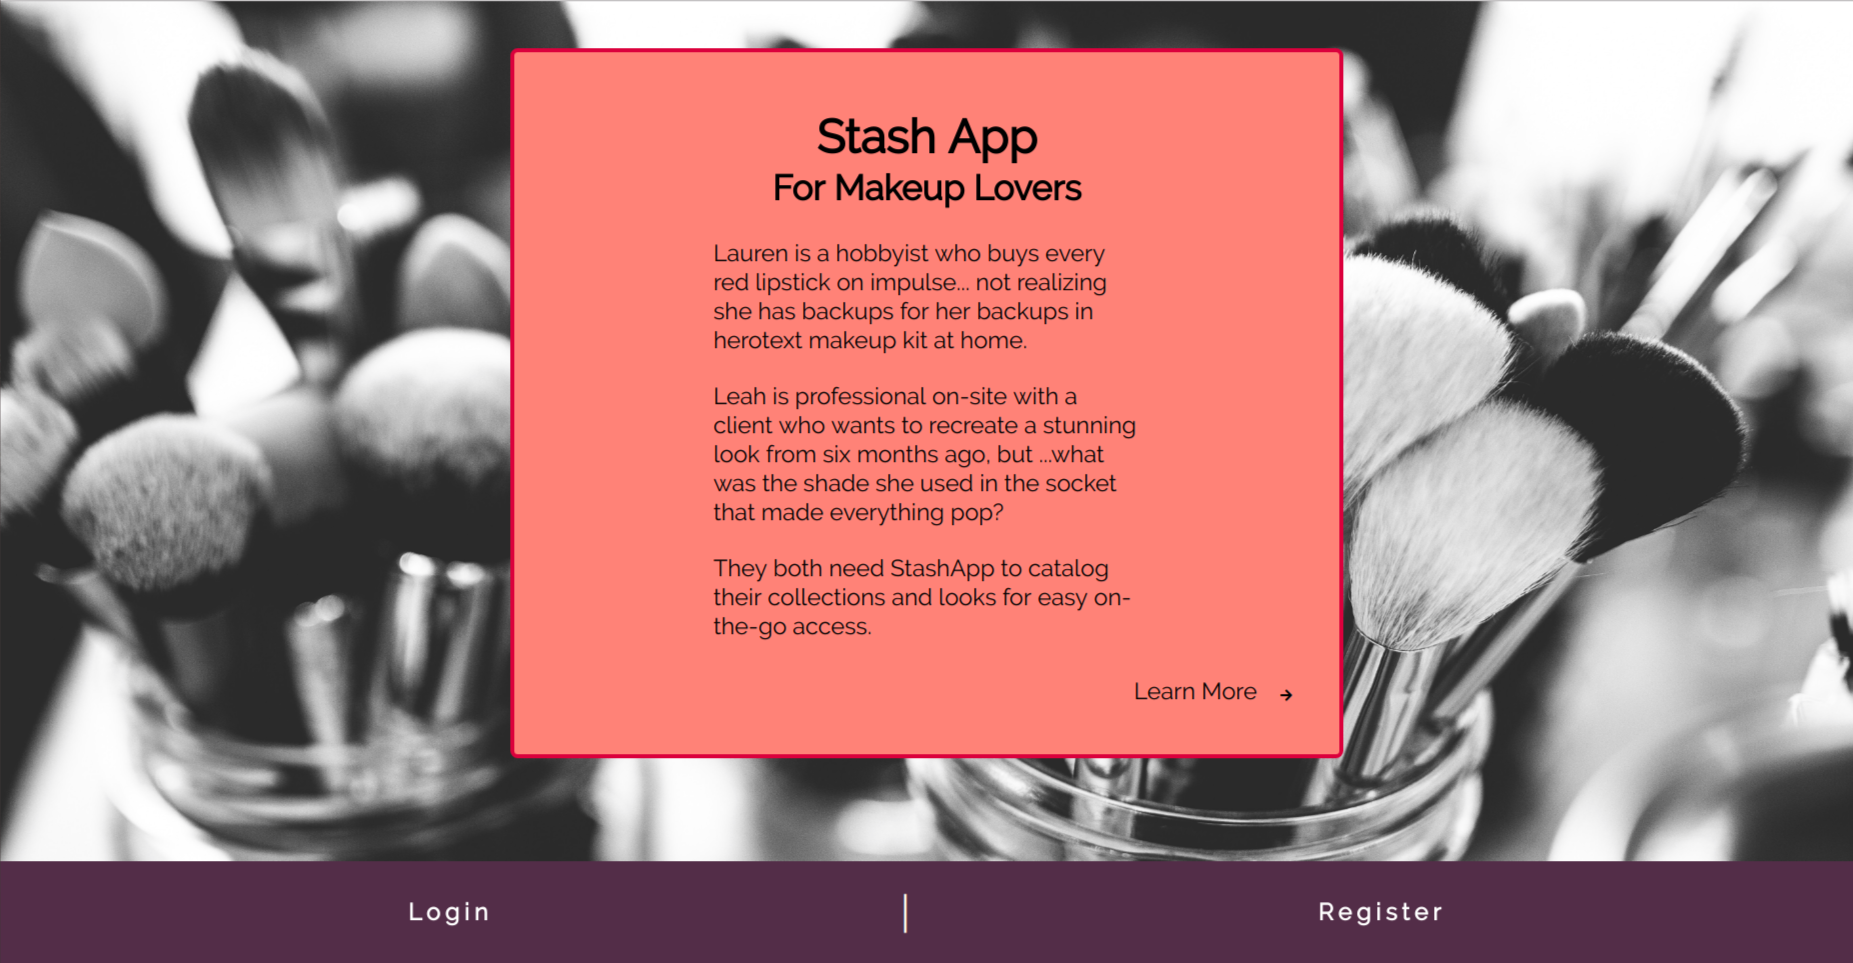 Stash App
For Makeup Lovers
Lauren is a hobbyist who buys every
red lipstick on impulse... not realizing
she has backups for her backups in
herotext makeup kit at home.
Leah is professional on-site with a
client who wants to recreate a stunning
look from six months ago, but ...what
was the shade she used in the socket
that made everything pop?
They both need StashApp to catalog
their collections and looks for easy on-
the-go access.
Learn More →
Login | Register